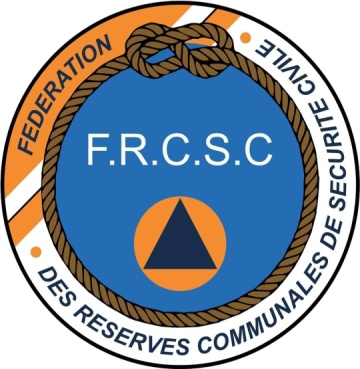 FEDERATION
DES RESERVES COMMUNALES DE SECURITE CIVILE
F.R.C.S.C